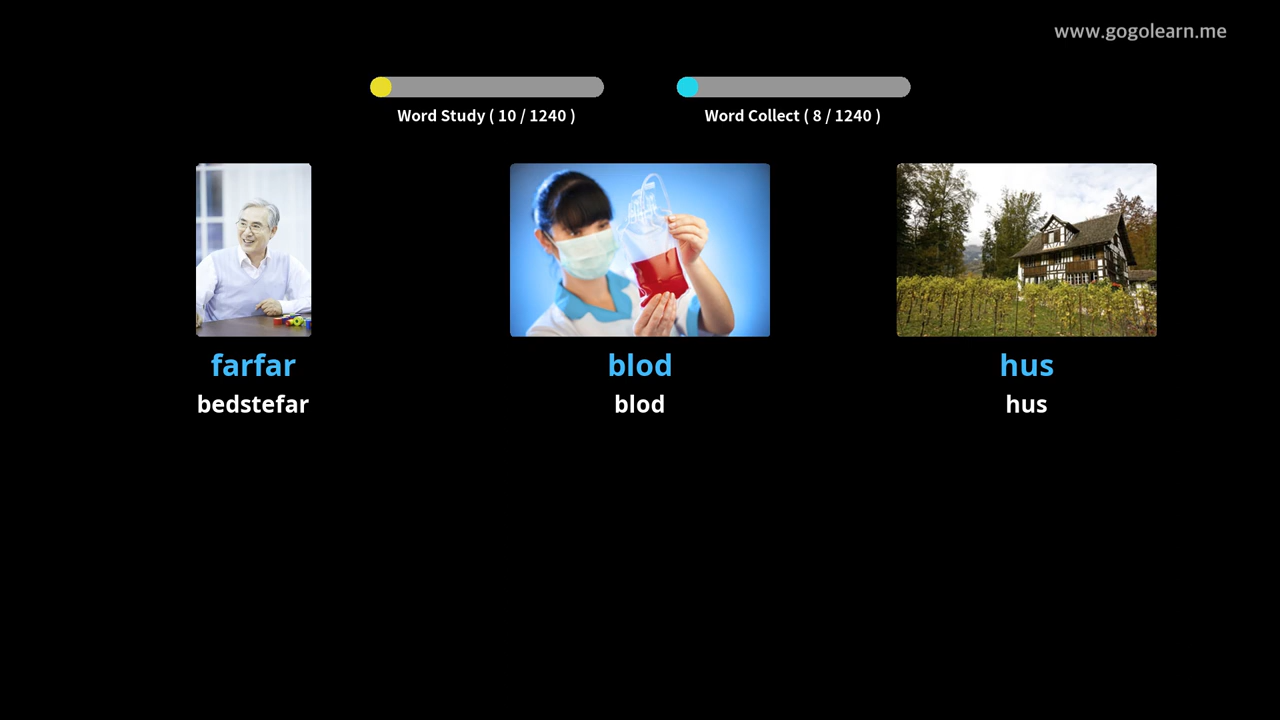 www.gogolearn.me
Word Study ( 10 / 1240 )
Word Collect ( 8 / 1240 )
farfar
blod
hus
bedstefar
blod
hus